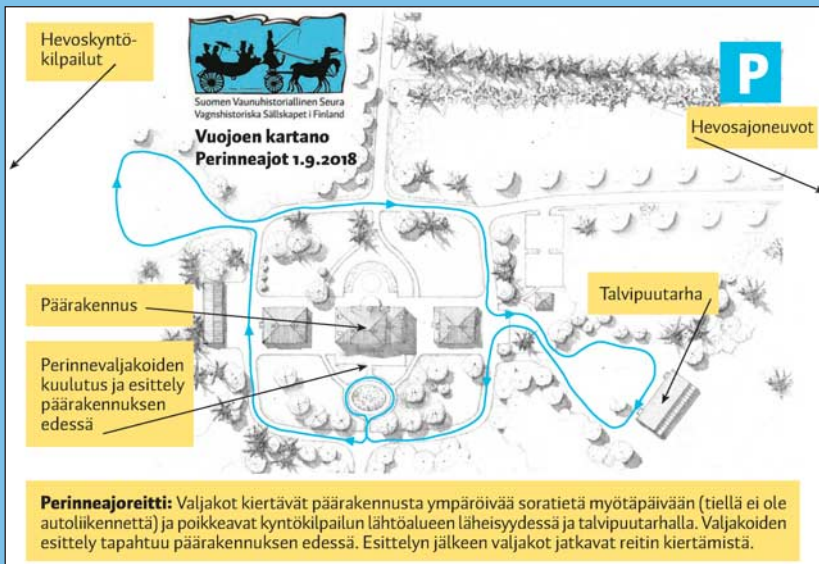 Hevoskyntö-
kilpailut
Suomen Vaunuhistoriallinen Seura
Vagnshistoriska Sällskapet i Finland
Vuojoen kartano
Perinneajot 1.9.2018
P
Hevosajoneuvot
Päärakennus
Talvipuutarha
Perinnevaljakoiden
kuulutus ja esittely
päärakennuksen
edessä
Perinneajoreitti: Valjakot kiertävät päärakennusta ympäröivää soratietä myötäpäivään (tiellä ei ole
autoliikennettä) ja poikkeavat kyntökilpailun lähtöalueen läheisyydessä ja talvipuutarhalla. Valjakoiden
esittely tapahtuu päärakennuksen edessä. Esittelyn jälkeen valjakot jatkavat reitin kiertämistä.